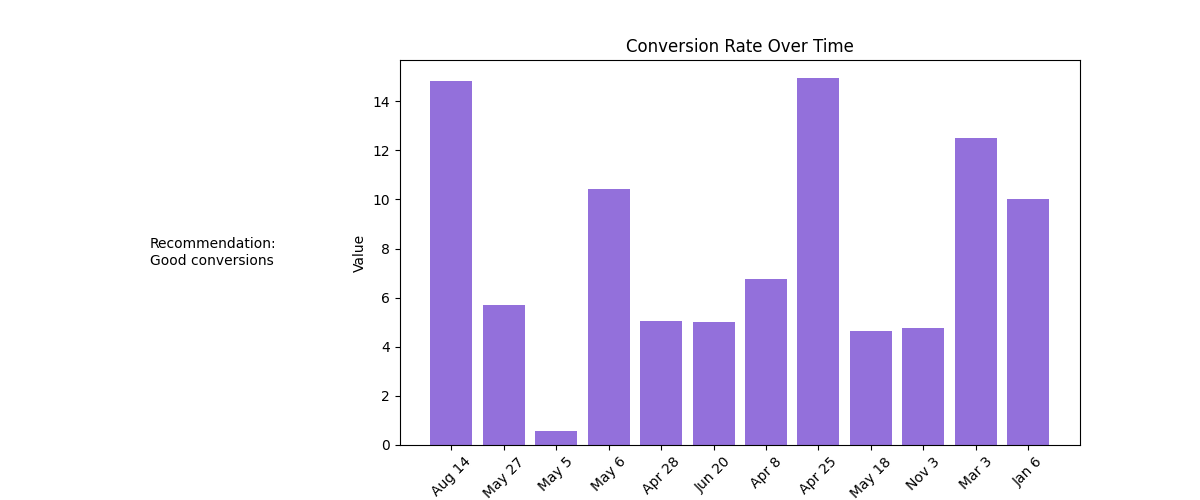 Conversion Rate Over Time
Recommendation:
Good conversions
Value
14
12
10
8
6
4
2
0
Aug 14
May 27
May 5
May 6
Apr 28
Jun 20
Apr 8
Apr 25
May 18
Nov 3
Mar 3
Jan 6